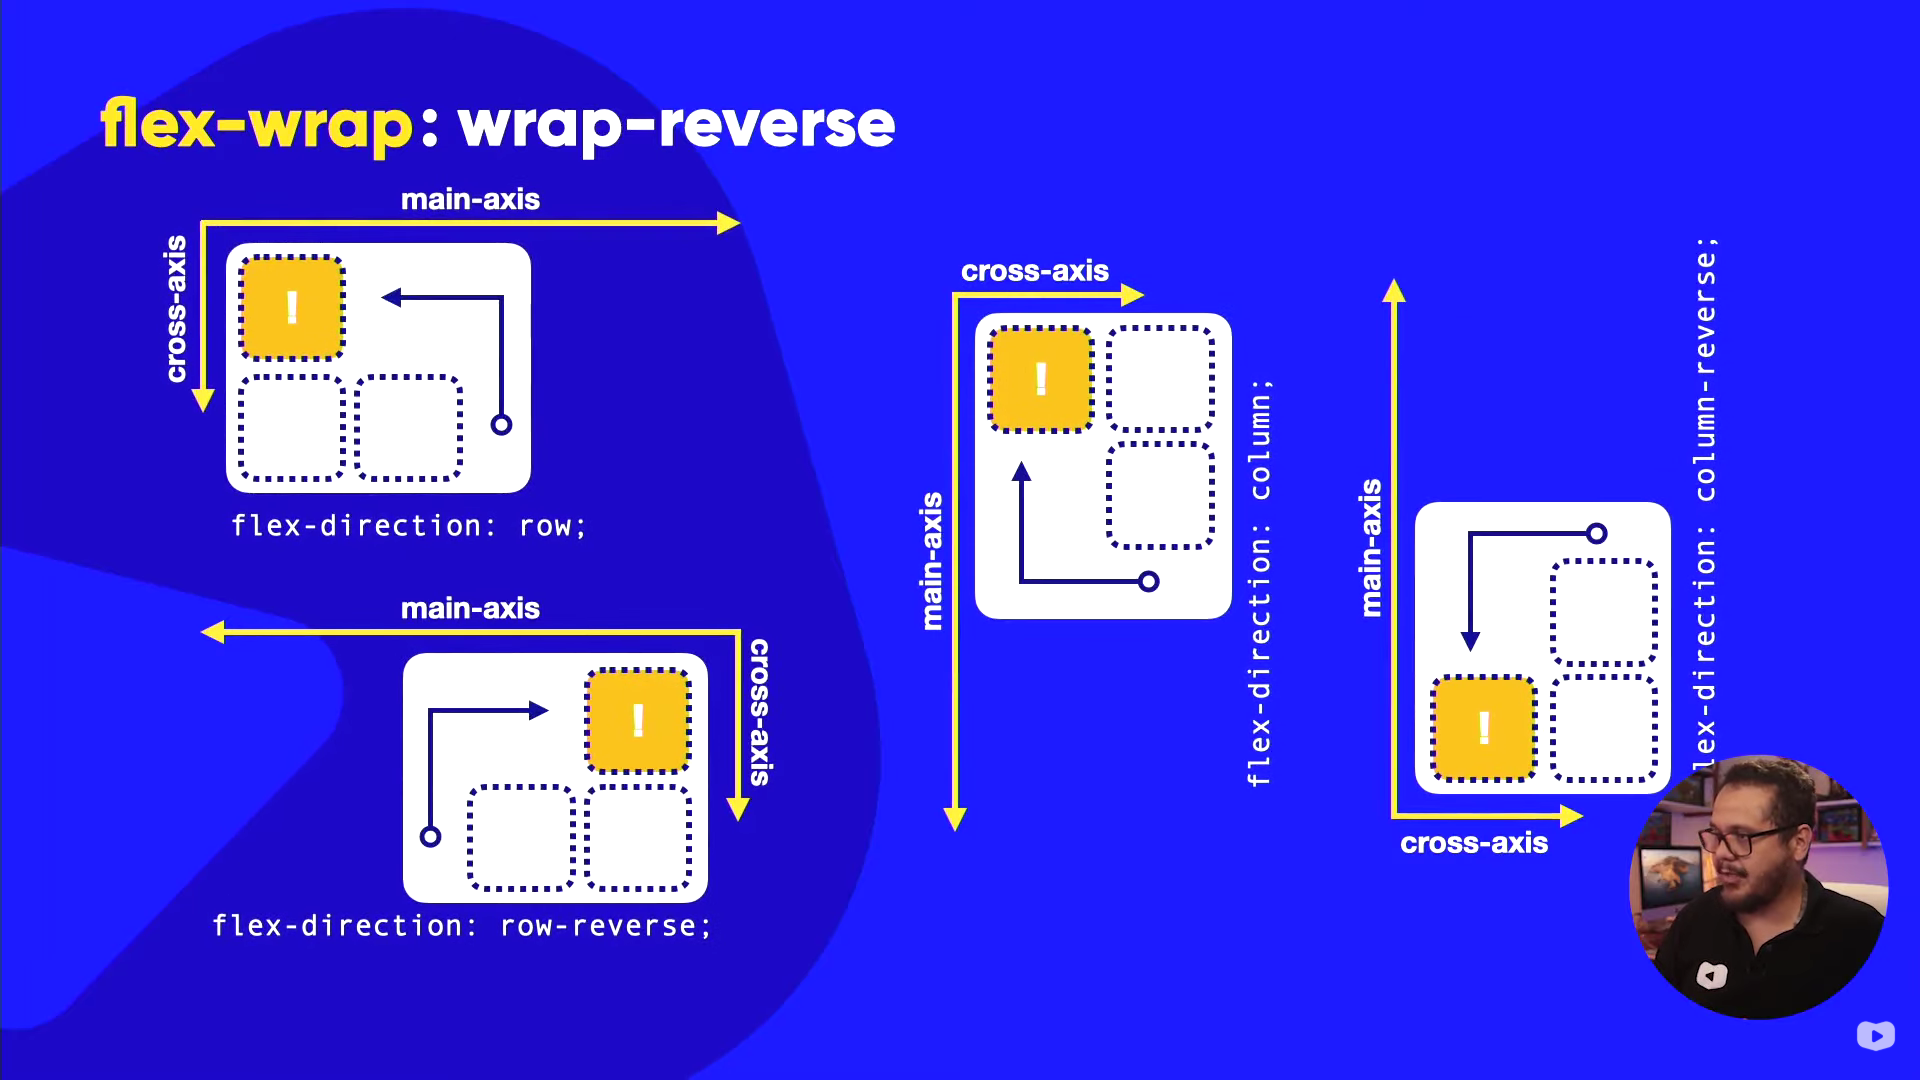 flex-wrap: wrap-reverse
main-axis
cross-axis
!
flex-direction: row;
main-axis
cross-axis
!
flex-direction: row-reverse;
cross-axis
main-axis
!
flex-direction: column;
main-axis
cross-axis
!
flex-direction: column-reverse;